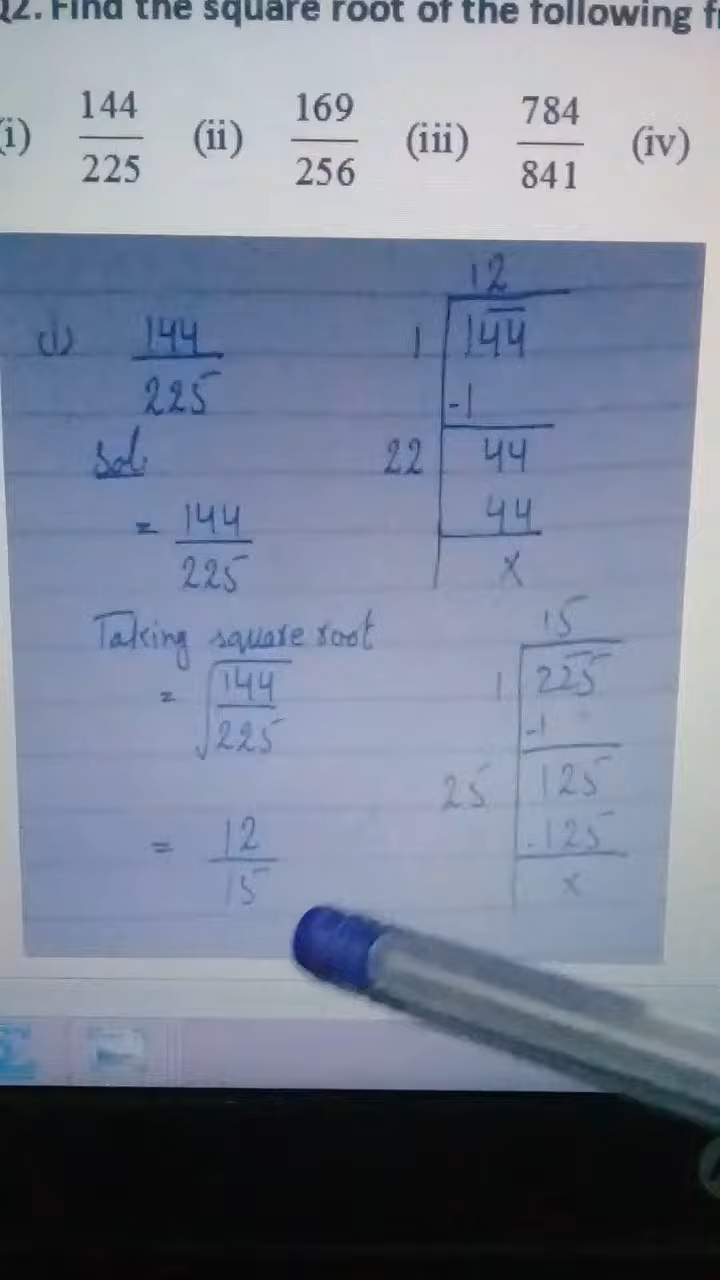 Q2. Find the square root of the following f
(i) 144/225 (ii) 169/256 (iii) 784/841 (iv)
(i) 144/225
Sol.
= 144/225
Taking square root
= √144/225
= 12/15
12
1 144
-1
22 44
44
x
15
1 225
-1
25 125
-125
x